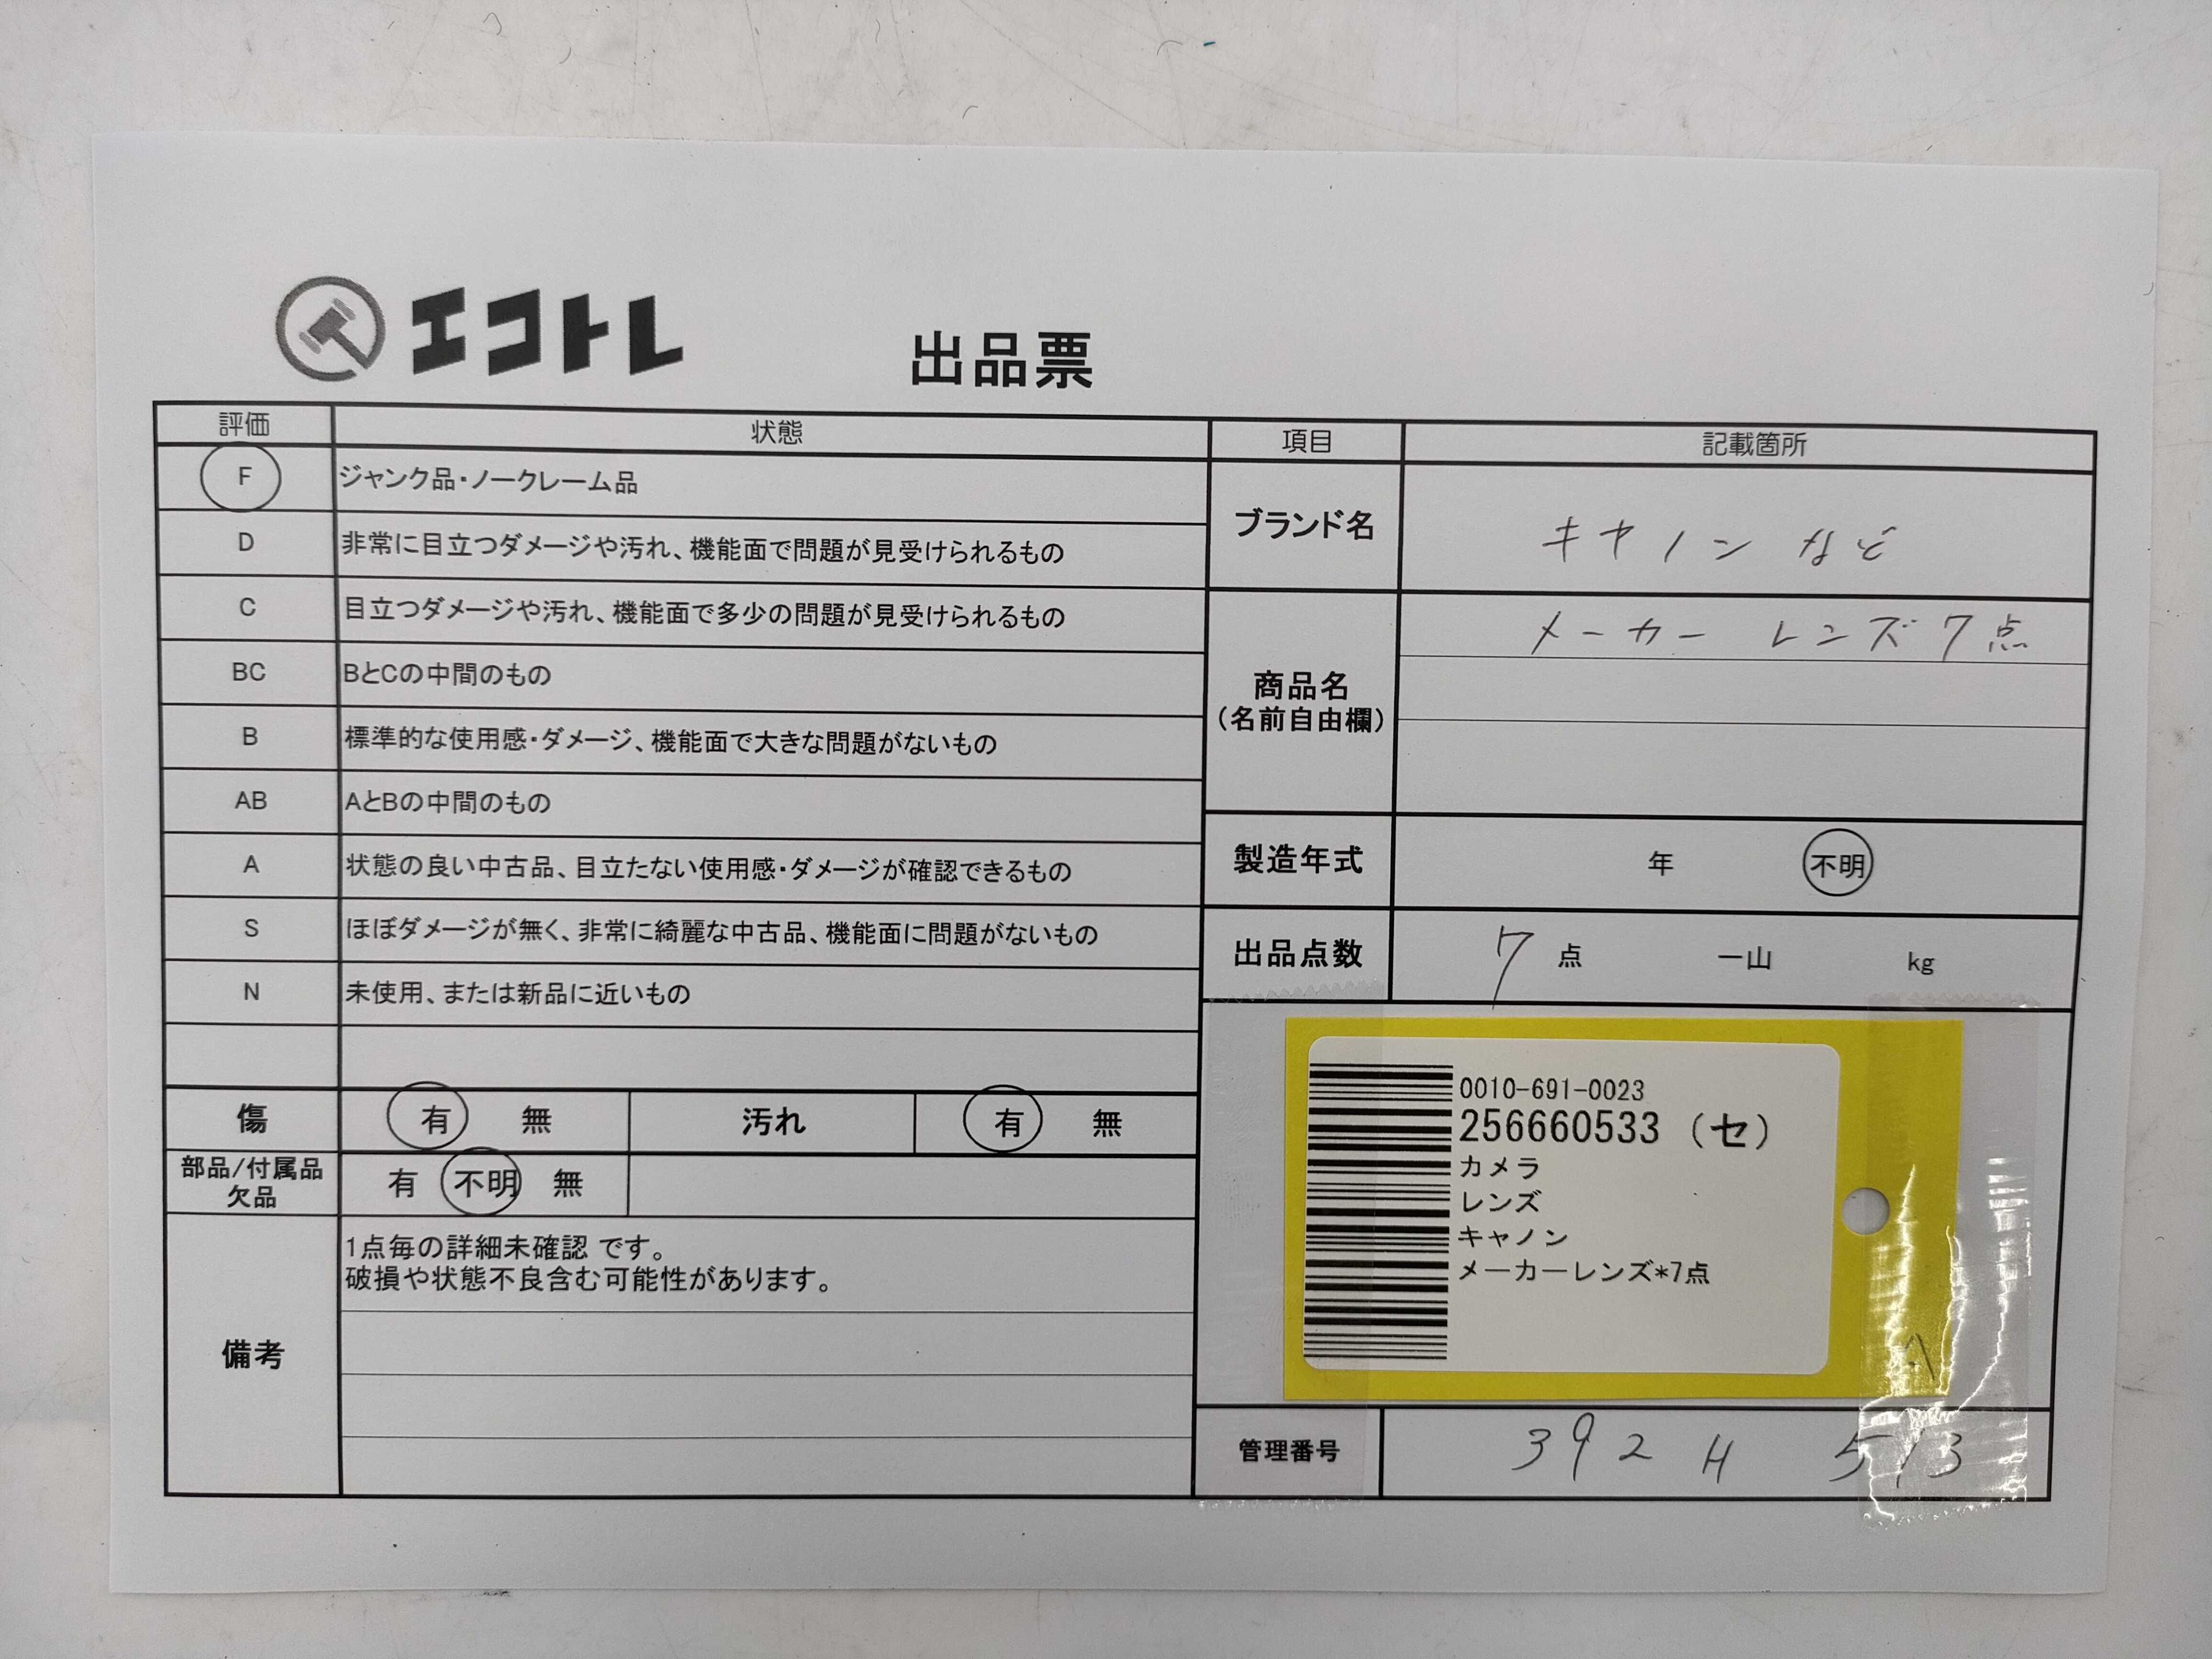 エコトレ
出品票
評価 状態
F ジャンク品・ノークレーム品
D 非常に目立つダメージや汚れ、機能面で問題が見受けられるもの
C 目立つダメージや汚れ、機能面で多少の問題が見受けられるもの
BC BとCの中間のもの
B 標準的な使用感・ダメージ、機能面で大きな問題がないもの
AB AとBの中間のもの
A 状態の良い中古品、目立たない使用感・ダメージが確認できるもの
S ほぼダメージが無く、非常に綺麗な中古品、機能面に問題がないもの
N 未使用、または新品に近いもの
傷 有 無 汚れ 有 無
部品/付属品
欠品
有 不明 無
備考
1点毎の詳細未確認 です。
破損や状態不良含む可能性があります。
項目 記載箇所
ブランド名 キヤノン など
商品名
(名前自由欄)
メーカー レンズ 7点
製造年式 年 不明
出品点数 7 点 一山 kg
0010-691-0023
256660533 (セ)
カメラ
レンズ
キャノン
メーカーレンズ*7点
管理番号 392 H 513